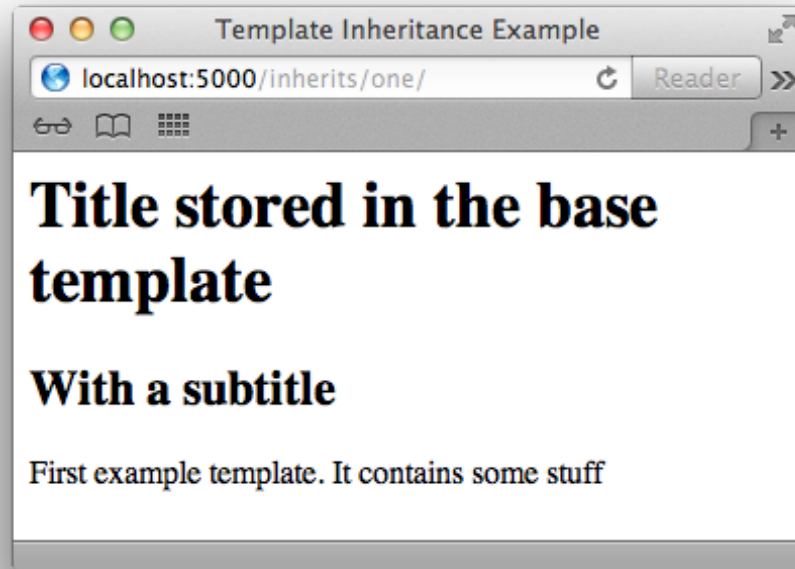 Template Inheritance Example
localhost:5000/inherits/one/
Reader
Title stored in the base
template
With a subtitle
First example template. It contains some stuff